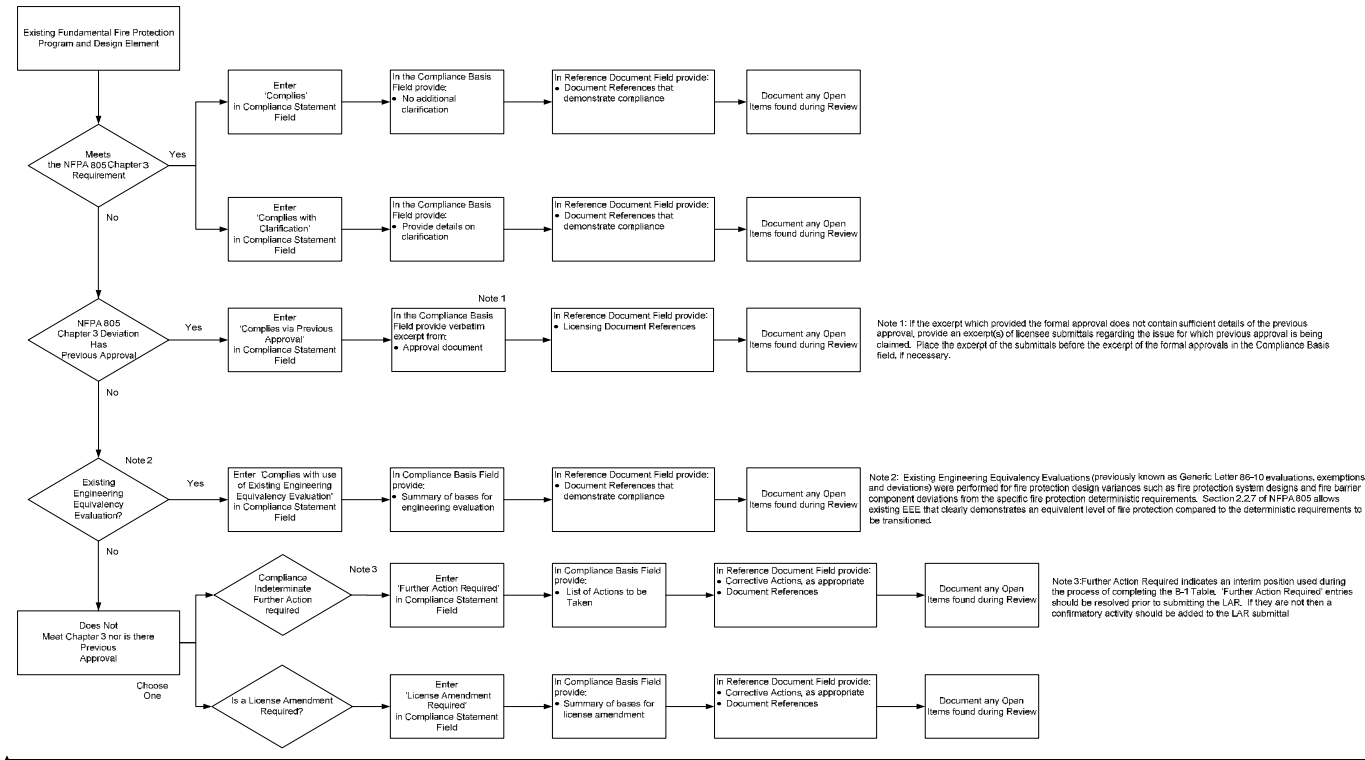 Existing Fundamental Fire Protection
Program and Design Element
Meets
the NFPA 805 Chapter 3
Requirement
Yes
No
Enter
'Complies'
in Compliance Statement
Field
In the Compliance Basis
Field provide:
• No additional
clarification
In Reference Document Field provide:
• Document References that
demonstrate compliance
Document any Open
Items found during Review
Enter
'Complies with
Clarification'
in Compliance Statement
Field
In the Compliance Basis
Field provide:
• Provide details on
clarification
In Reference Document Field provide:
• Document References that
demonstrate compliance
Document any Open
Items found during Review
NFPA 805
Chapter 3 Deviation
Has
Previous Approval
Yes
No
Enter
'Complies via Previous
Approval'
in Compliance Statement
Field
Note 1
In the Compliance Basis
Field provide verbatim
excerpt from:
• Approval document
In Reference Document Field provide:
• Licensing Document References
Document any Open
Items found during Review
Note 1: If the excerpt which provided the formal approval does not contain sufficient details of the previous
approval, provide an excerpt(s) of licensee submittals regarding the issue for which previous approval is being
claimed. Place the excerpt of the submittals before the excerpt of the formal approvals in the Compliance Basis
field, if necessary.
Note 2
Existing
Engineering
Equivalency
Evaluation?
Yes
No
Enter 'Complies with use
of Existing Engineering
Equivalency Evaluation'
in Compliance Statement
Field
In Compliance Basis Field
provide:
• Summary of bases for
engineering evaluation
In Reference Document Field provide:
• Document References that
demonstrate compliance
Document any Open
Items found during Review
Note 2: Existing Engineering Equivalency Evaluations (previously known as Generic Letter 86-10 evaluations, exemptions
and deviations) were performed for fire protection design variances such as fire protection system designs and fire barrier
component deviations from the specific fire protection deterministic requirements. Section 2.2.7 of NFPA 805 allows
existing EEE that clearly demonstrates an equivalent level of fire protection compared to the deterministic requirements to
be transitioned.
Does Not
Meet Chapter 3 nor is there
Previous
Approval
Choose
One
Compliance
Indeterminate
Further Action
required
Note 3
Enter
'Further Action Required'
in Compliance Statement
Field
In Compliance Basis Field
provide:
• List of Actions to be
Taken
In Reference Document Field provide:
• Corrective Actions, as appropriate
• Document References
Document any Open
Items found during Review
Note 3:Further Action Required indicates an interim position used during
the process of completing the B-1 Table. 'Further Action Required' entries
should be resolved prior to submitting the LAR. If they are not then a
confirmatory activity should be added to the LAR submittal
Is a License Amendment
Required?
Enter
'License Amendment
Required'
in Compliance Statement
Field
In Compliance Basis Field
provide:
• Summary of bases for
license amendment
In Reference Document Field provide:
• Corrective Actions, as appropriate
• Document References
Document any Open
Items found during Review